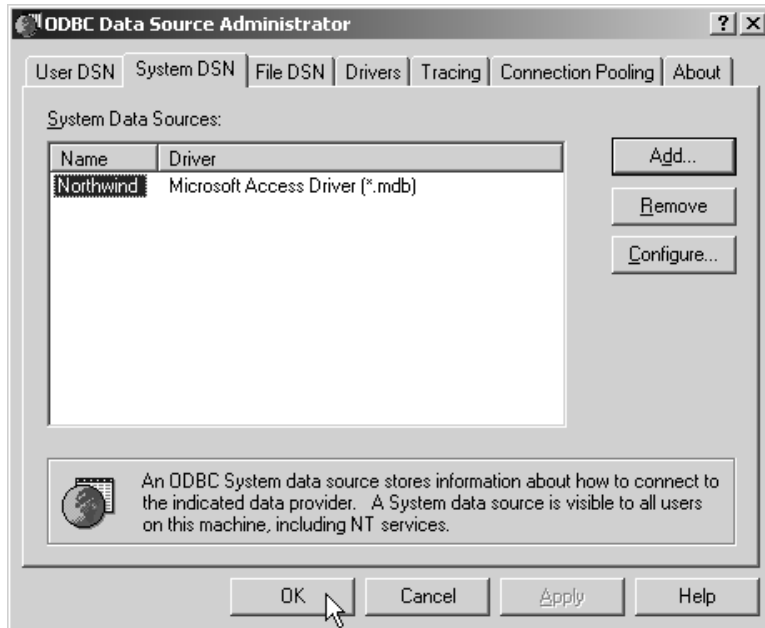 ODBC Data Source Administrator
? X
User DSN System DSN File DSN Drivers Tracing Connection Pooling About
System Data Sources:
Name Driver
Northwind Microsoft Access Driver (*.mdb)
Add...
Remove
Configure...
An ODBC System data source stores information about how to connect to
the indicated data provider. A System data source is visible to all users
on this machine, including NT services.
OK Cancel Apply Help